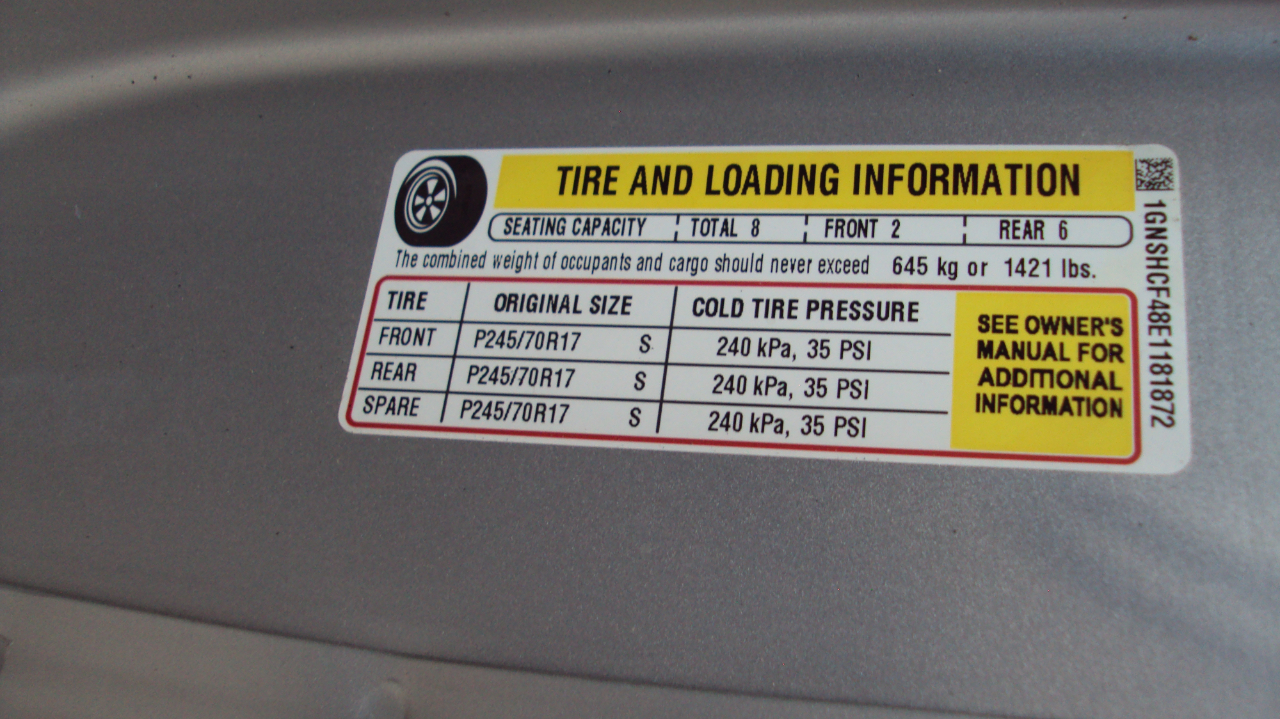 TIRE AND LOADING INFORMATION
SEATING CAPACITY TOTAL 8 FRONT 2 REAR 6
The combined weight of occupants and cargo should never exceed 645 kg or 1421 lbs.
TIRE ORIGINAL SIZE COLD TIRE PRESSURE
FRONT P245/70R17 S 240 kPa, 35 PSI
REAR P245/70R17 S 240 kPa, 35 PSI
SPARE P245/70R17 S 240 kPa, 35 PSI
SEE OWNER'S
MANUAL FOR
ADDITIONAL
INFORMATION
1GNSHCF48E1181872